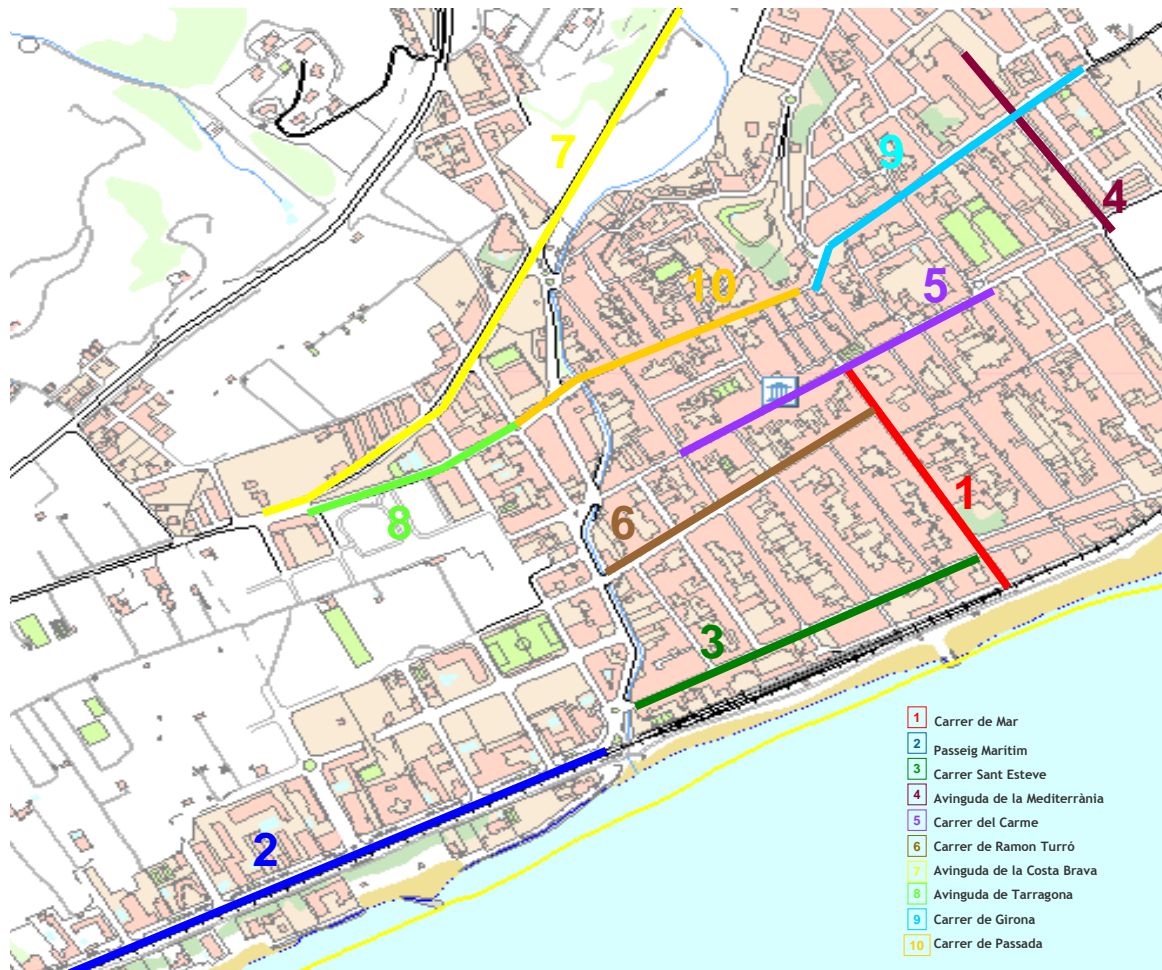 7
9
4
10
5
1
6
8
3
2
1 Carrer de Mar
2 Passeig Marítim
3 Carrer Sant Esteve
4 Avinguda de la Mediterrània
5 Carrer del Carme
6 Carrer de Ramon Turró
7 Avinguda de la Costa Brava
8 Avinguda de Tarragona
9 Carrer de Girona
10 Carrer de Passada